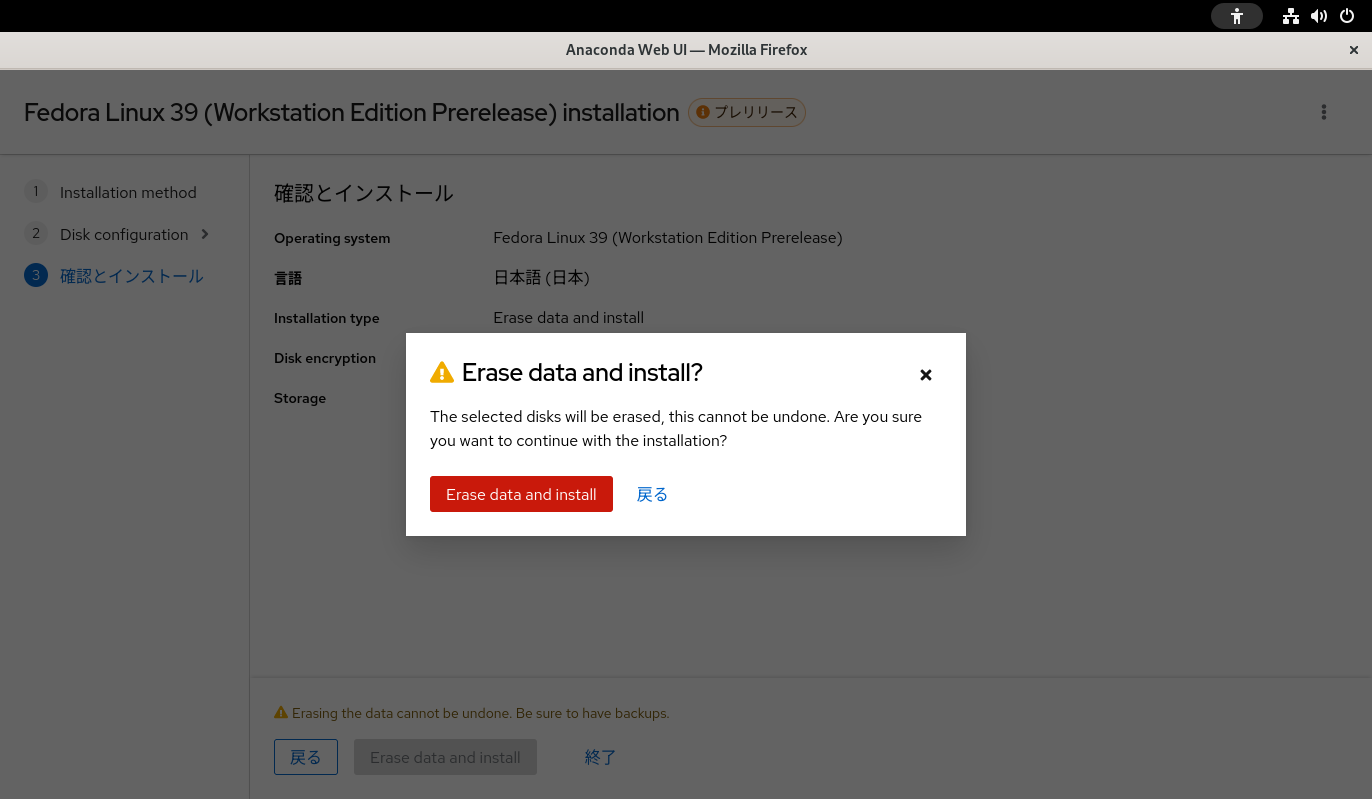 Anaconda Web UI — Mozilla Firefox
Fedora Linux 39 (Workstation Edition Prerelease) installation
プレリリース
1 Installation method
2 Disk configuration
3 確認とインストール
確認とインストール
Operating system Fedora Linux 39 (Workstation Edition Prerelease)
言語 日本語 (日本)
Installation type Erase data and install
Disk encryption
Storage
Erase data and install?
The selected disks will be erased, this cannot be undone. Are you sure
you want to continue with the installation?
Erase data and install 戻る
Erasing the data cannot be undone. Be sure to have backups.
戻る Erase data and install 終了